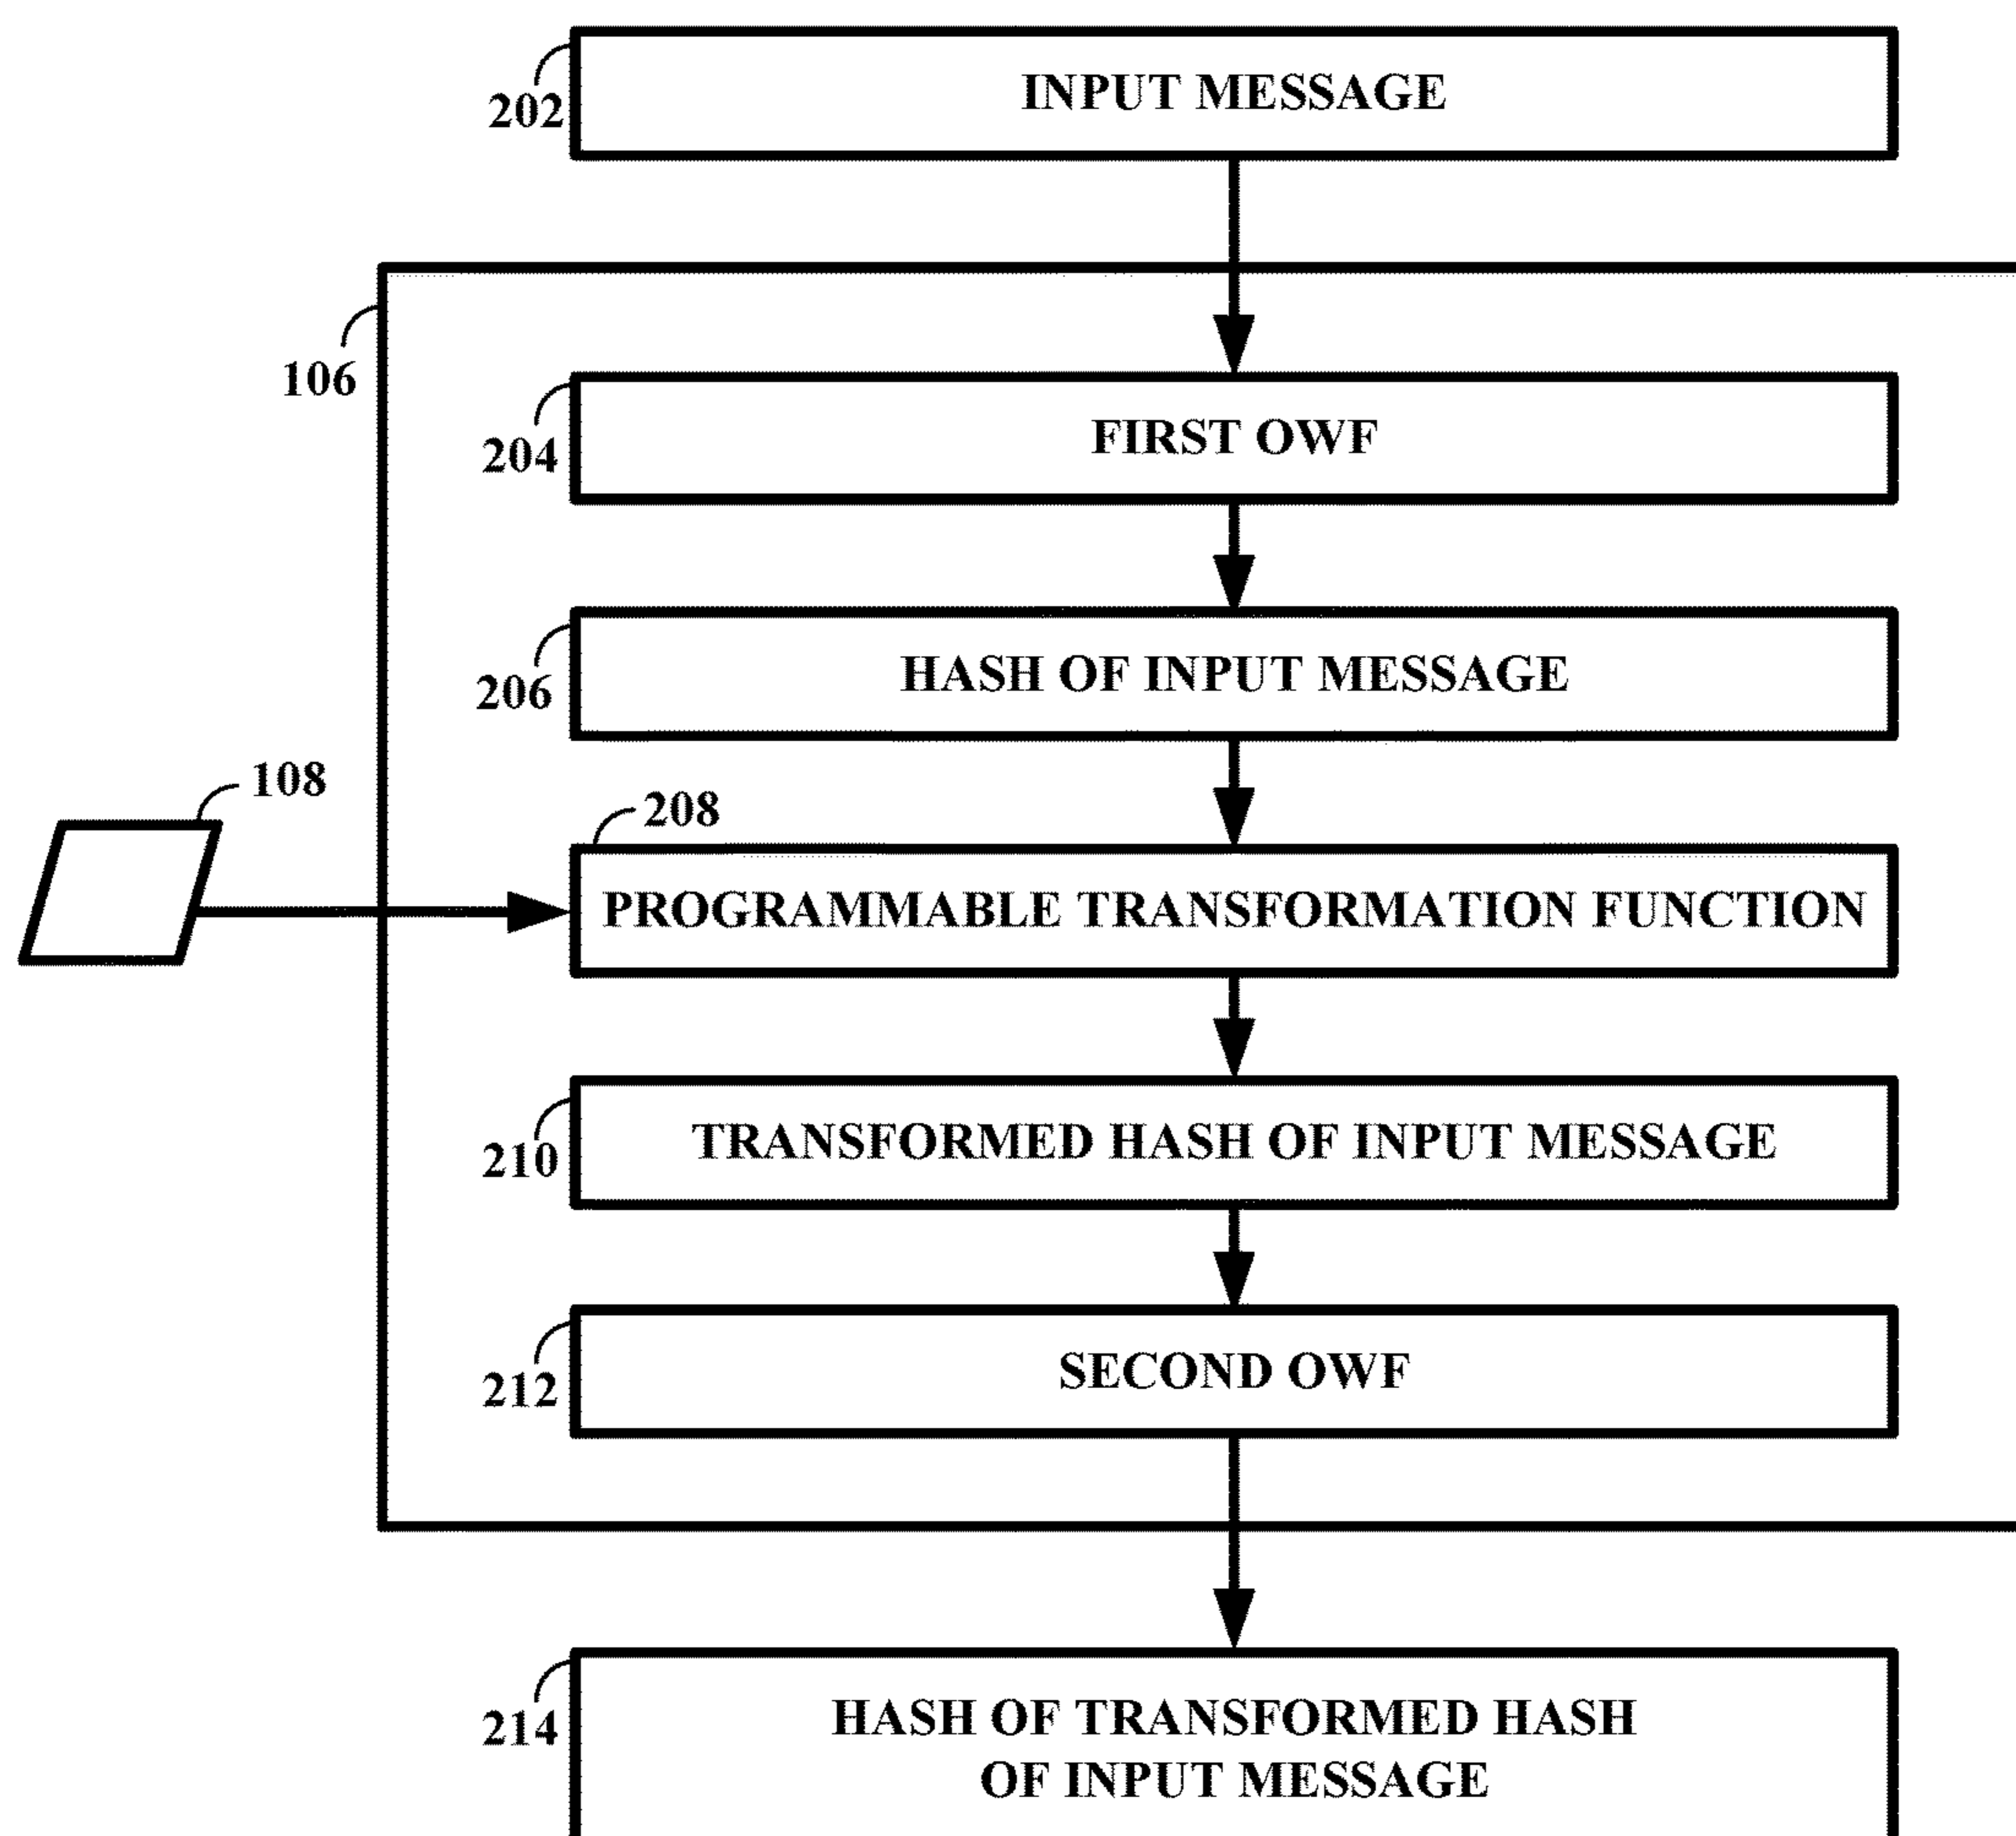 INPUT MESSAGE
202
106
FIRST OWF
204
HASH OF INPUT MESSAGE
206
108
208
PROGRAMMABLE TRANSFORMATION FUNCTION
TRANSFORMED HASH OF INPUT MESSAGE
210
SECOND OWF
212
214
HASH OF TRANSFORMED HASH
OF INPUT MESSAGE